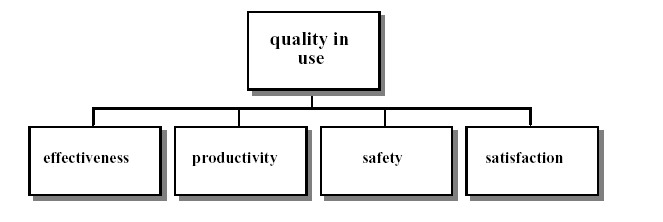 quality in
use
effectiveness
productivity
safety
satisfaction